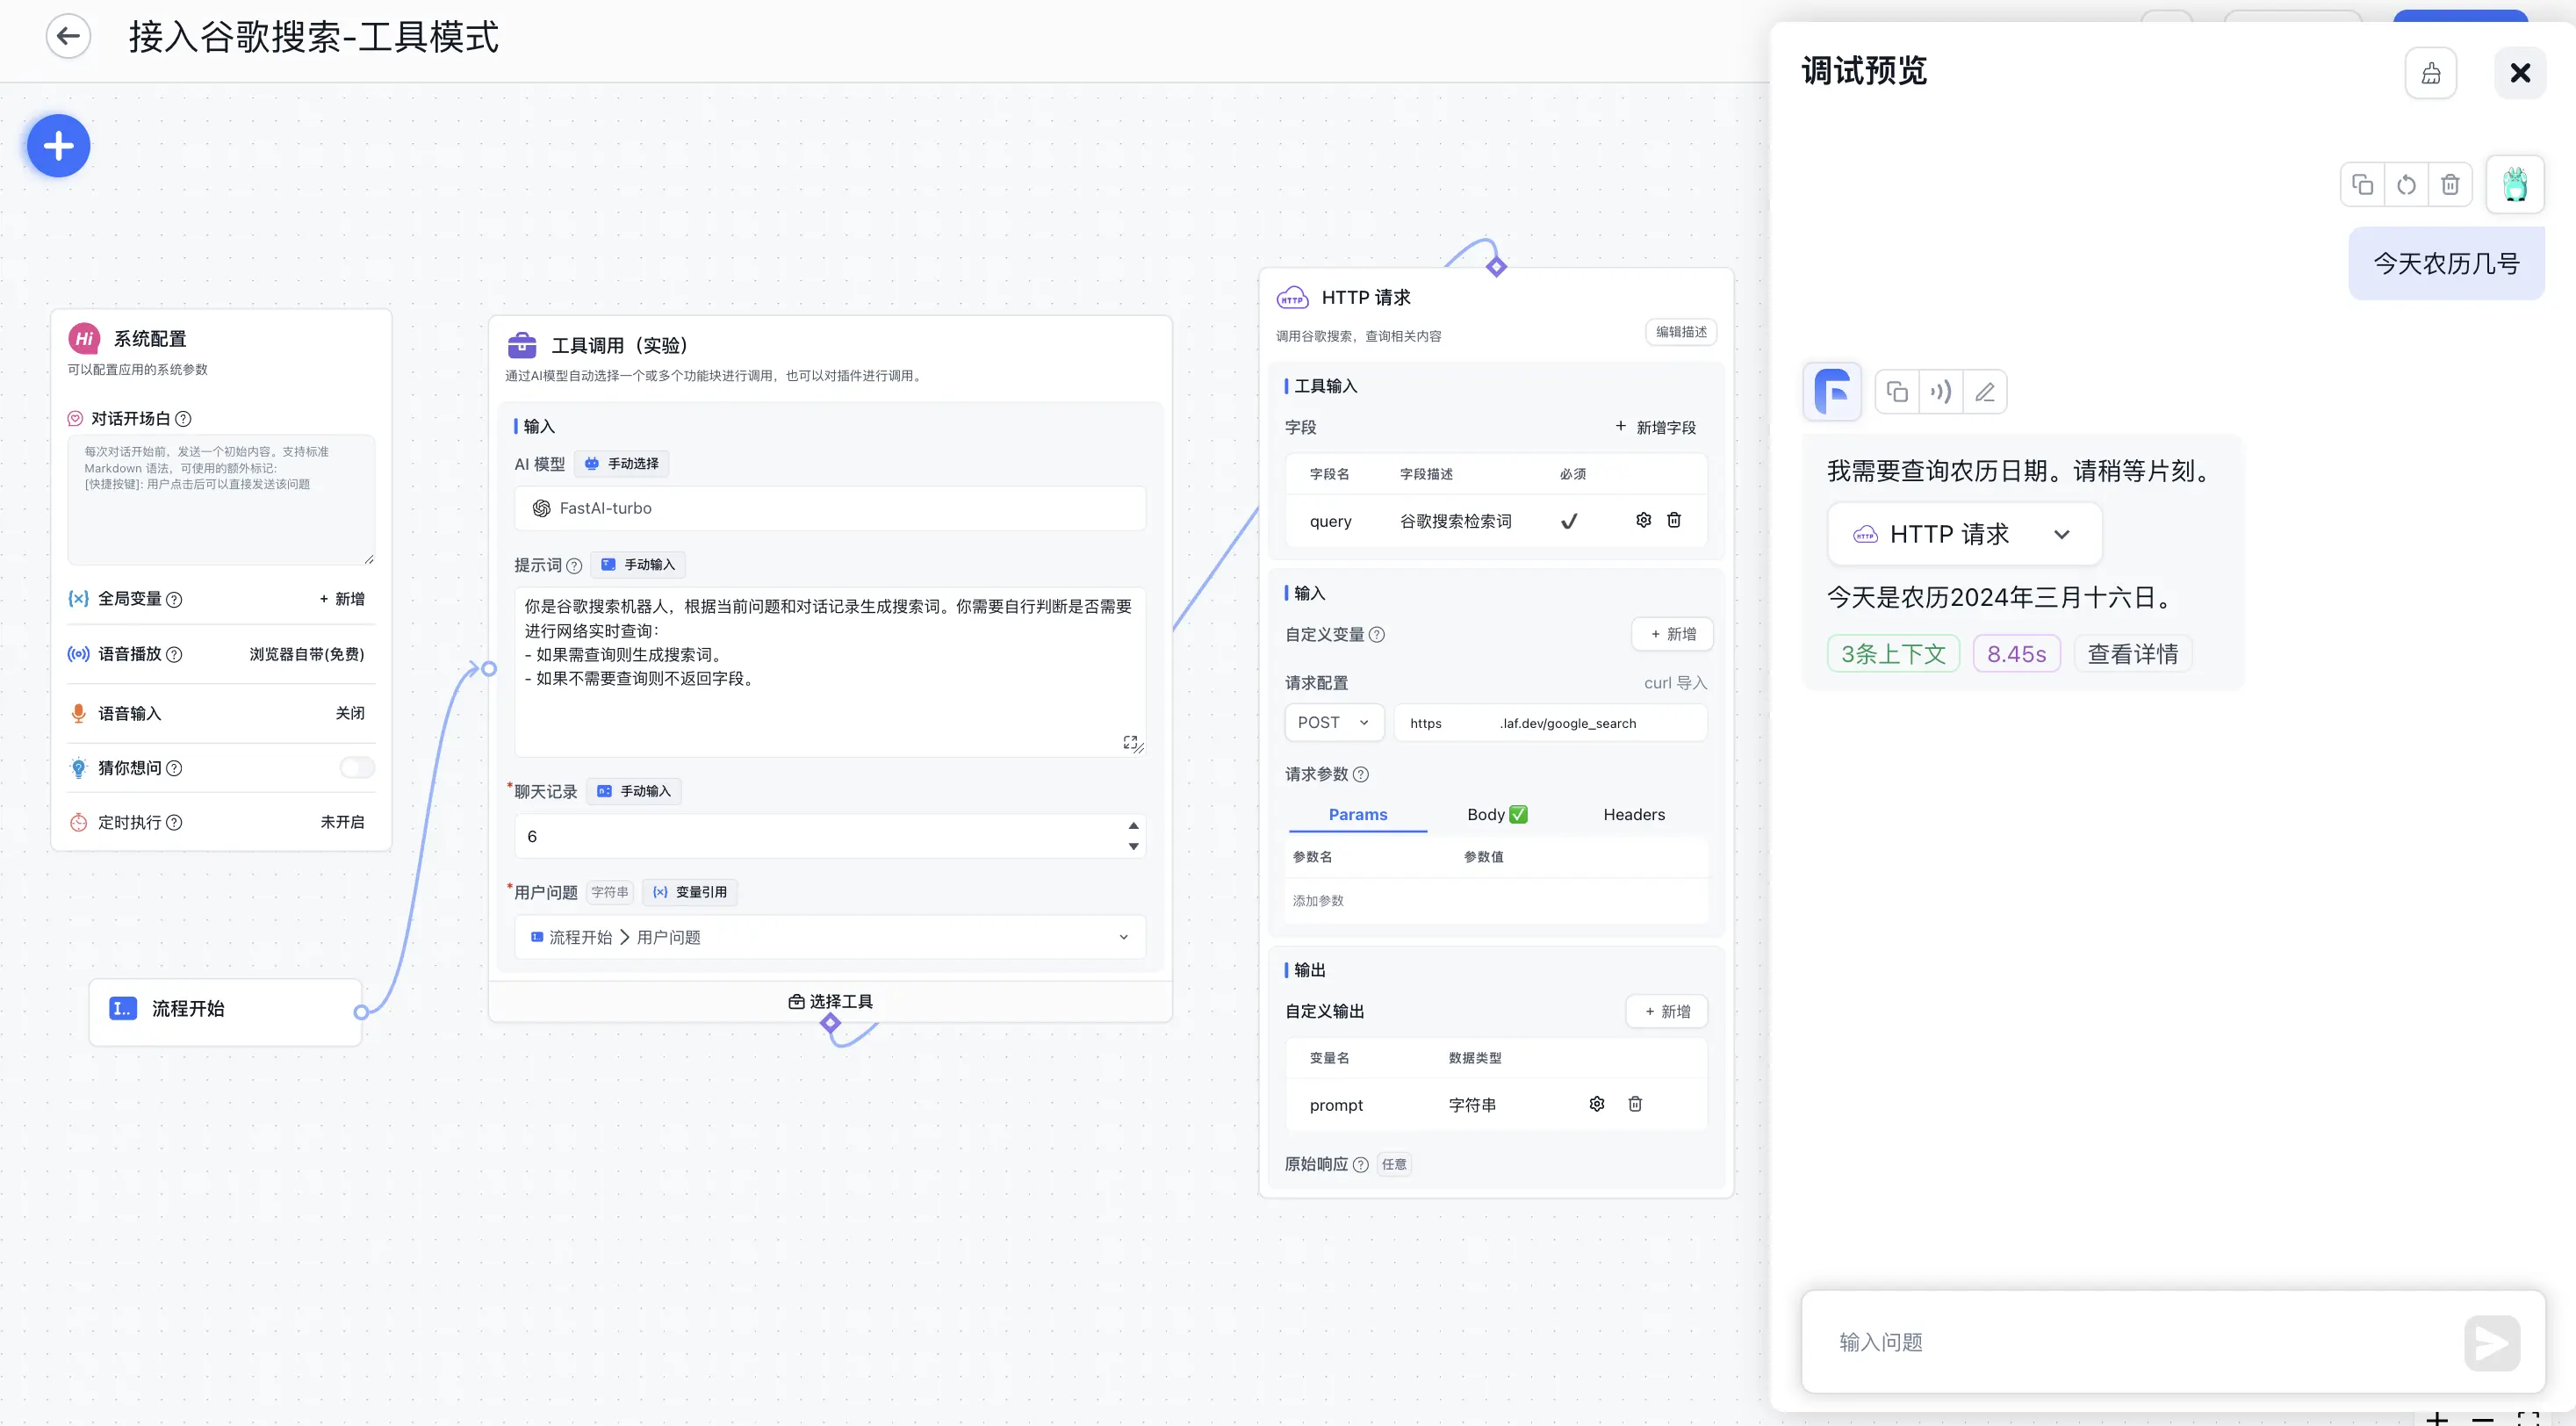 接入谷歌搜索-工具模式
Hi
系统配置
可以配置应用的系统参数
对话开场白
每次对话开始前，发送一个初始内容。支持标准
Markdown 语法，可使用的额外标记:
[快捷按键]: 用户点击后可以直接发送该问题
全局变量
+ 新增
语音播放
浏览器自带(免费)
语音输入
关闭
猜你想问
定时执行
未开启
流程开始
工具调用（实验）
通过AI模型自动选择一个或多个功能块进行调用，也可以对插件进行调用。
输入
AI 模型
手动选择
FastAI-turbo
提示词
手动输入
你是谷歌搜索机器人，根据当前问题和对话记录生成搜索词。你需要自行判断是否需要
进行网络实时查询：
- 如果需查询则生成搜索词。
- 如果不需要查询则不返回字段。
*聊天记录
手动输入
6
*用户问题
字符串
变量引用
流程开始 > 用户问题
选择工具
HTTP
HTTP 请求
调用谷歌搜索，查询相关内容
编辑描述
工具输入
字段
+ 新增字段
字段名 字段描述 必须
query 谷歌搜索检索词
输入
自定义变量
+ 新增
请求配置
curl 导入
POST
https .laf.dev/google_search
请求参数
Params Body Headers
参数名 参数值
添加参数
输出
自定义输出
+ 新增
变量名 数据类型
prompt 字符串
原始响应
任意
调试预览
今天农历几号
我需要查询农历日期。请稍等片刻。
HTTP
HTTP 请求
今天是农历2024年三月十六日。
3条上下文 8.45s 查看详情
输入问题